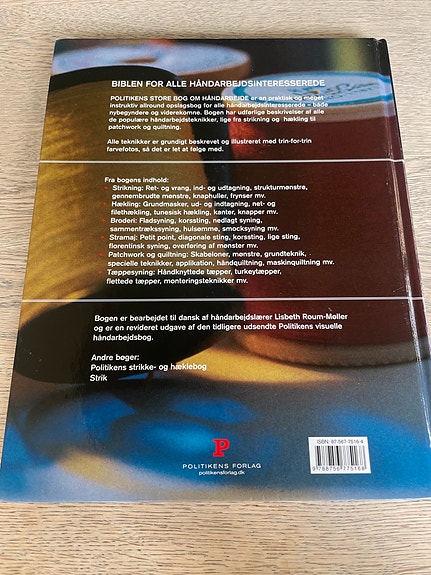 BIBLEN FOR ALLE HÅNDARBEJDSINTERESSEREDE
POLITIKENS STORE BOG OM HÅNDARBEJDE er en praktisk og meget
instruktiv allround opslagsbog for alle håndarbejdsinteresserede – både
nybegyndere og viderekomne. Bogen har udførlige beskrivelser af alle
de populære håndarbejdsteknikker, lige fra strikning og hækling til
patchwork og quiltning.
Alle teknikker er grundigt beskrevet og illustreret med trin-for-trin
farvefotos, så det er let at følge med.
Fra bogens indhold:
• Strikning: Ret- og vrang, ind- og udtagning, strukturmønstre,
gennembrudte mønstre, knaphuller, frynser mv.
• Hækling: Grundmasker, ud- og indtagning, net- og
filethækling, tunesisk hækling, kanter, knapper mv.
• Broderi: Fladsyning, korssting, nedlagt syning,
sammentrækssyning, hulsømme, smocksyning mv.
• Stramaj: Petit point, diagonale sting, korssting, lige sting,
florentinsk syning, overføring af mønster mv.
• Patchwork og quiltning: Skabeloner, mønstre, grundteknik,
specielle teknikker, applikation, håndquiltning, maskinquiltning mv.
• Tæppesyning: Håndknyttede tæpper, turkeytæpper,
flettede tæpper, monteringsteknikker mv.
Bogen er bearbejdet til dansk af håndarbejdslærer Lisbeth Roum-Møller
og er en revideret udgave af den tidligere udsendte Politikens visuelle
håndarbejdsbog.
Andre bøger:
Politikens strikke- og hæklebog
Strik
P
POLITIKENS FORLAG
politikensforlag.dk
ISBN: 87-567-7516-4
9 788756 775168